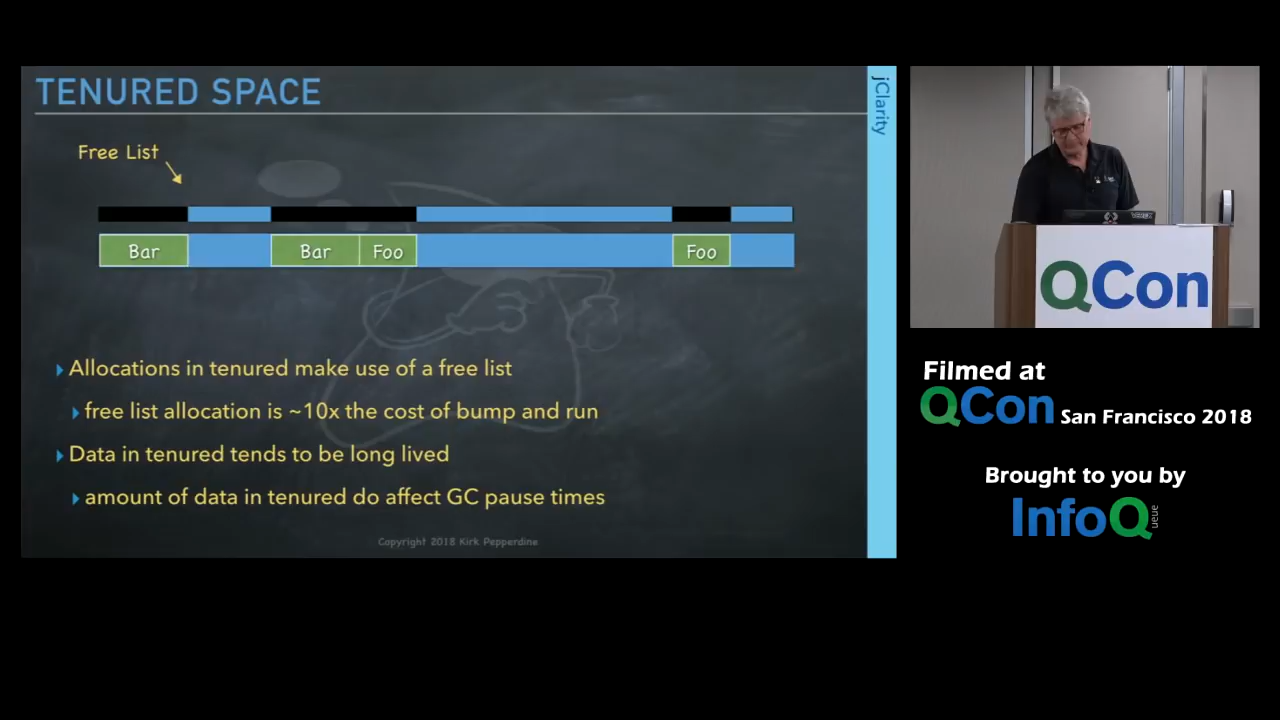 TENURED SPACE
jClarity
Free List
Bar
Bar
Foo
Foo
Allocations in tenured make use of a free list
free list allocation is ~10x the cost of bump and run
Data in tenured tends to be long lived
amount of data in tenured do affect GC pause times
Copyright 2018 Kirk Pepperdine
QCon
Filmed at
QCon San Francisco 2018
Brought to you by
InfoQ
ueue